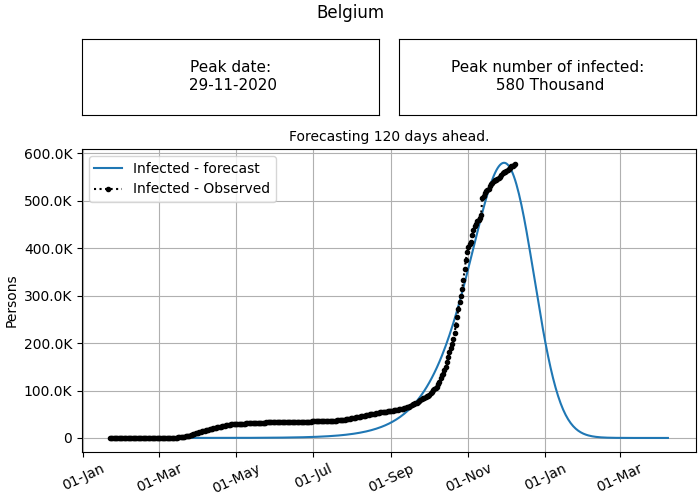 Belgium
Peak date:
29-11-2020
Peak number of infected:
580 Thousand
Forecasting 120 days ahead.
600.0K
500.0K
400.0K
300.0K
200.0K
100.0K
0
Persons
Infected - forecast
Infected - Observed
01-Jan
01-Mar
01-May
01-Jul
01-Sep
01-Nov
01-Jan
01-Mar